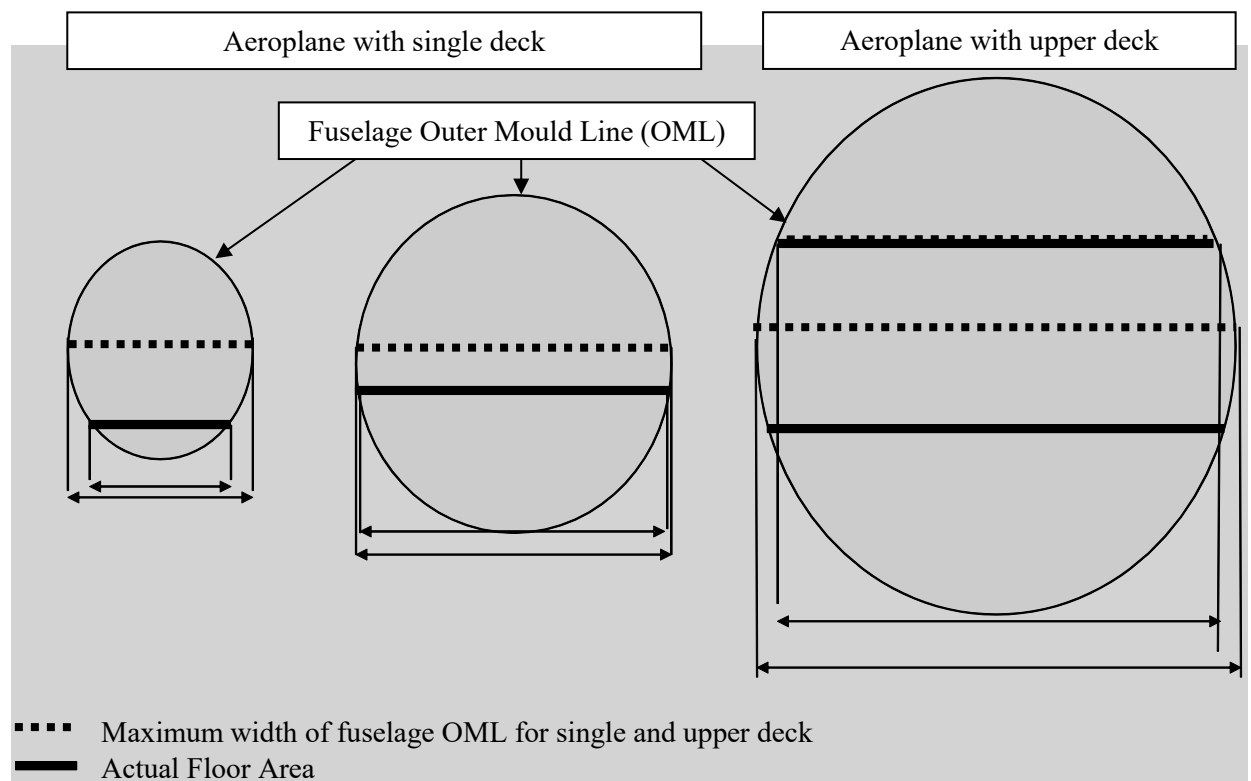 Aeroplane with single deck
Aeroplane with upper deck
Fuselage Outer Mould Line (OML)
Maximum width of fuselage OML for single and upper deck
Actual Floor Area